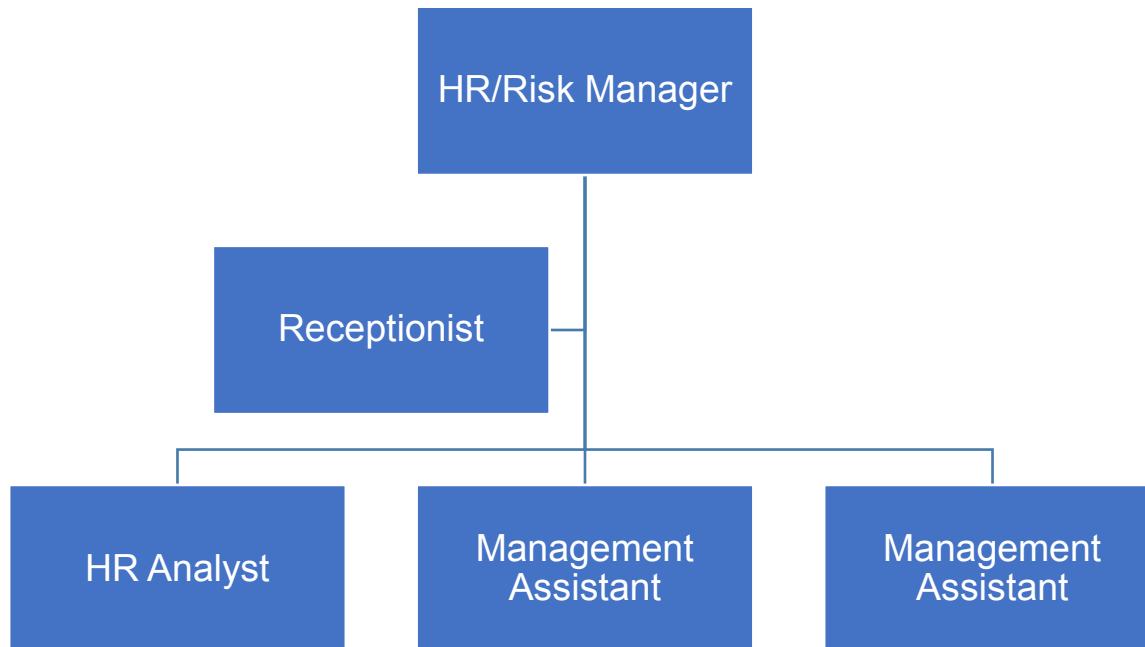 HR/Risk Manager
Receptionist
HR Analyst
Management
Assistant
Management
Assistant